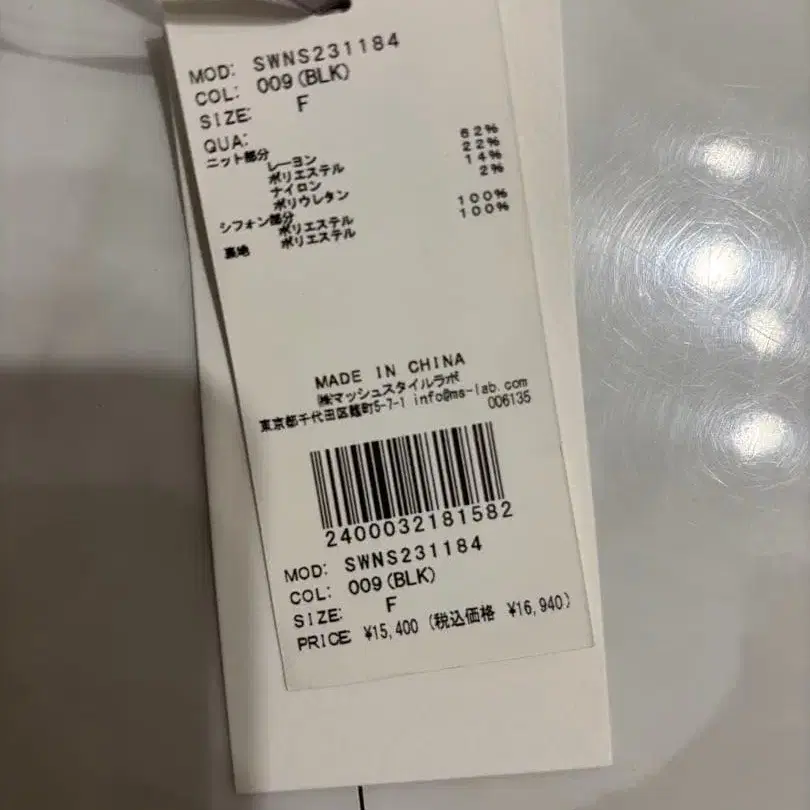 MOD: SWNS231184
COL: 009(BLK)
SIZE: F
QUA:
ニット部分
レーヨン 62%
ポリエステル 22%
ナイロン 14%
ポリウレタン 2%
シフォン部分
ポリエステル 100%
裏地 ポリエステル 100%
MADE IN CHINA
㈱マッシュスタイルラボ
東京都千代田区麹町5-7-1 info@ms-lab.com
006135
2400032181582
MOD: SWNS231184
COL: 009(BLK)
SIZE: F
PRICE: ¥15,400 (税込価格 ¥16,940)